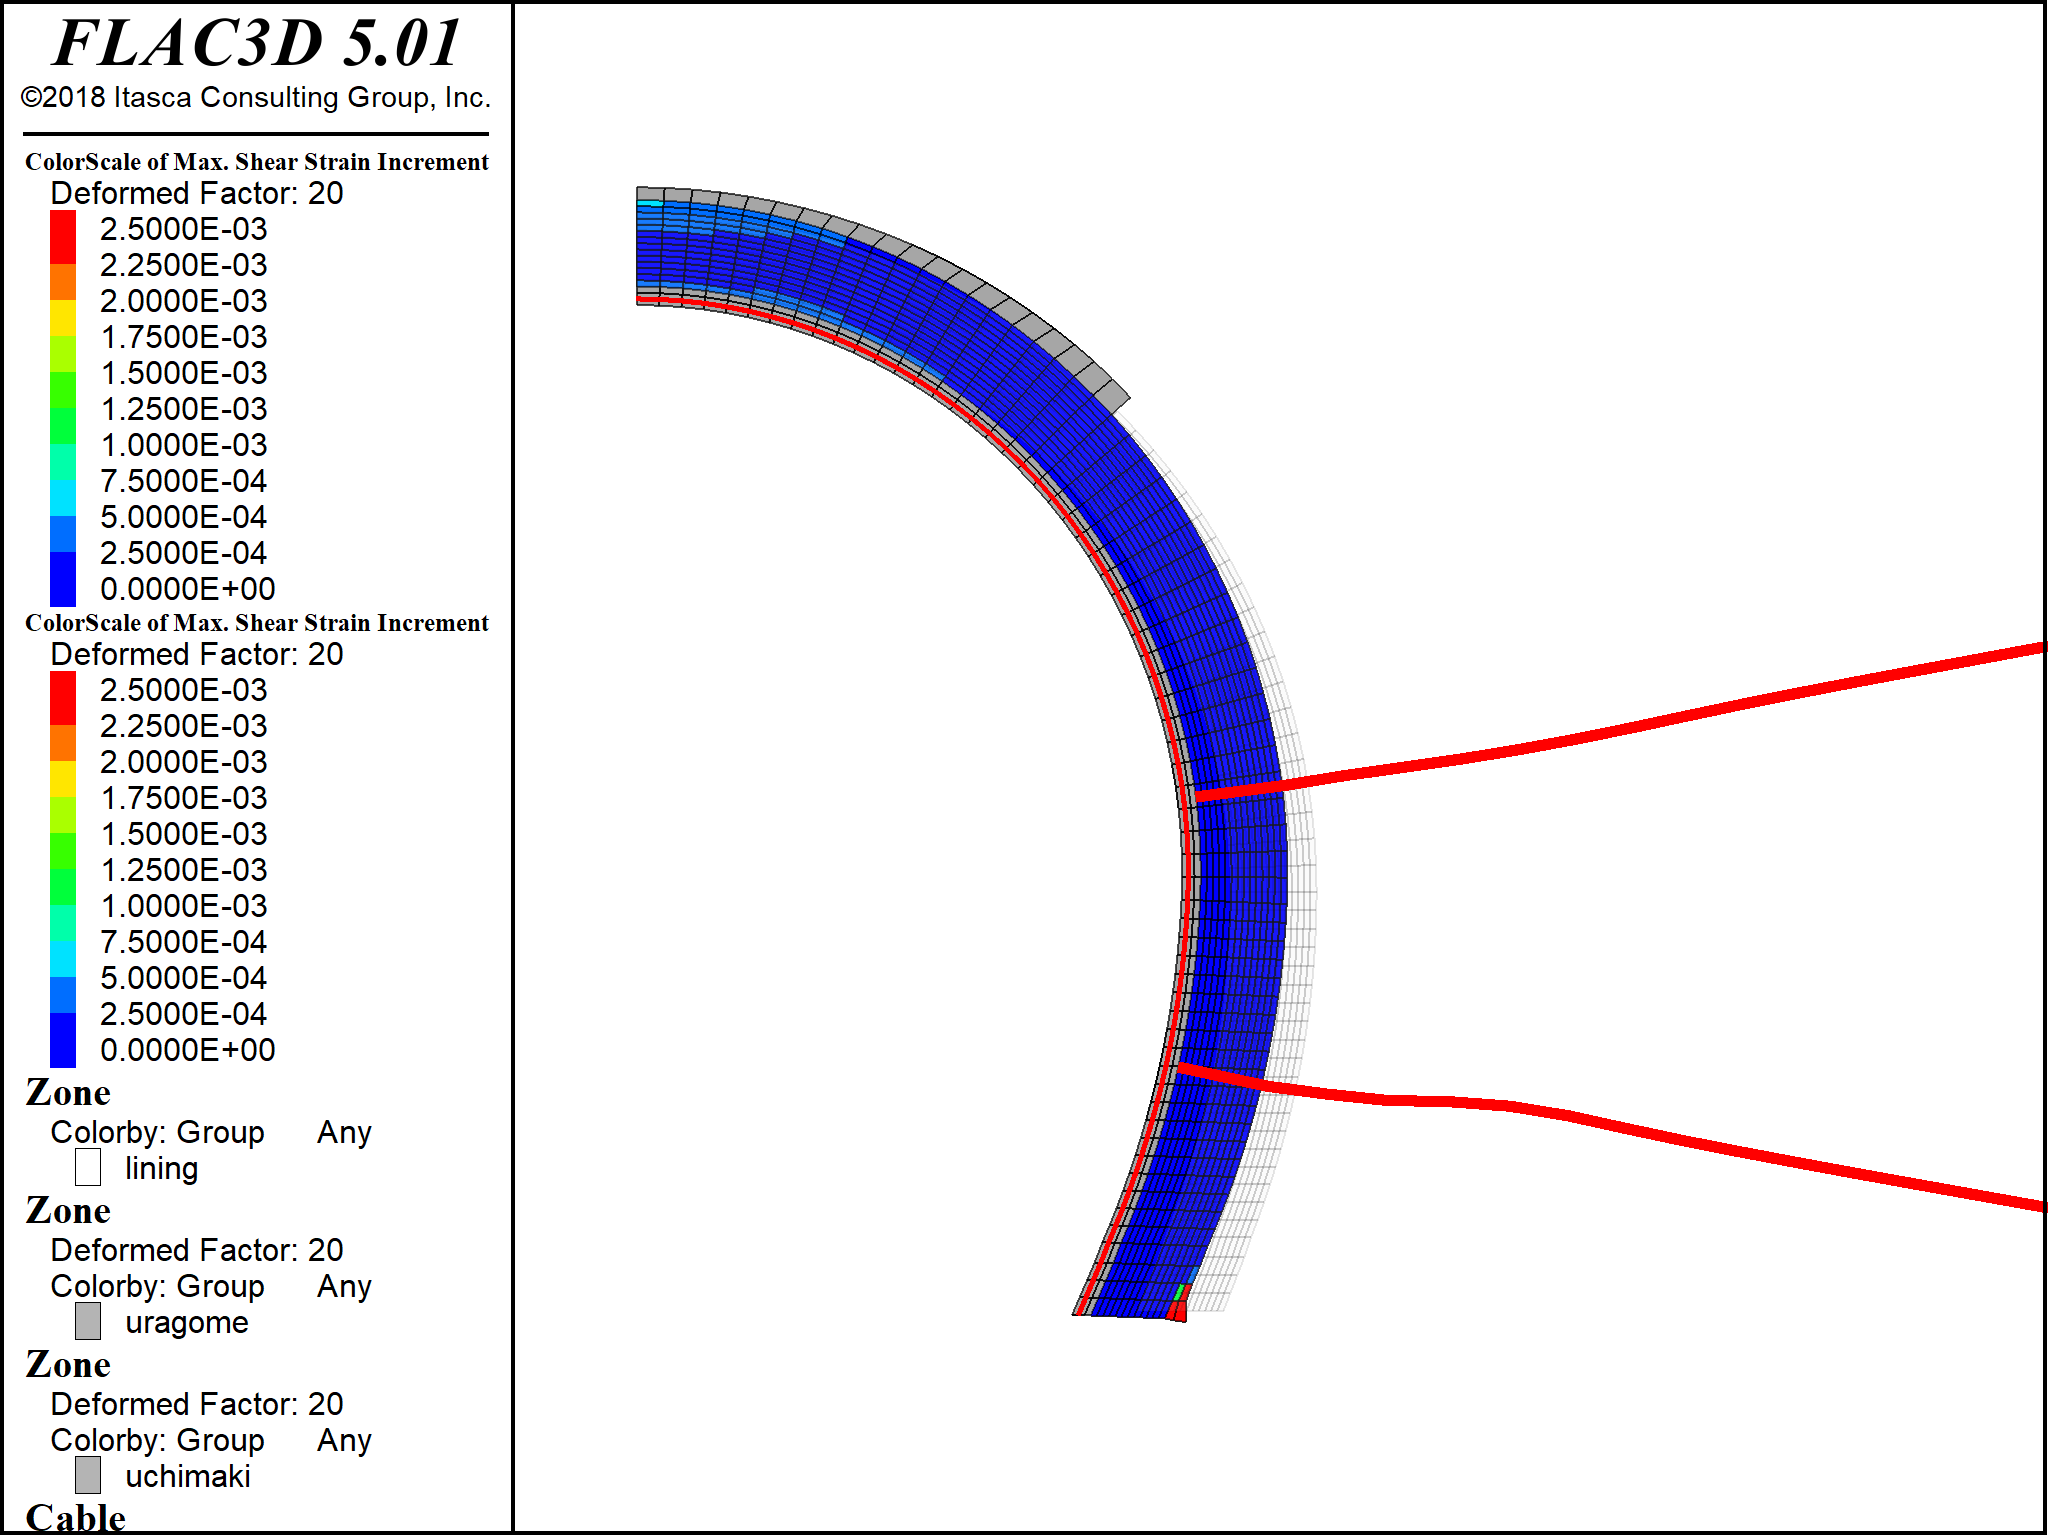 FLAC3D 5.01
©2018 Itasca Consulting Group, Inc.
ColorScale of Max. Shear Strain Increment
Deformed Factor: 20
2.5000E-03
2.2500E-03
2.0000E-03
1.7500E-03
1.5000E-03
1.2500E-03
1.0000E-03
7.5000E-04
5.0000E-04
2.5000E-04
0.0000E+00
ColorScale of Max. Shear Strain Increment
Deformed Factor: 20
2.5000E-03
2.2500E-03
2.0000E-03
1.7500E-03
1.5000E-03
1.2500E-03
1.0000E-03
7.5000E-04
5.0000E-04
2.5000E-04
0.0000E+00
Zone
Colorby: Group Any
lining
Zone
Deformed Factor: 20
Colorby: Group Any
uragome
Zone
Deformed Factor: 20
Colorby: Group Any
uchimaki
Cable